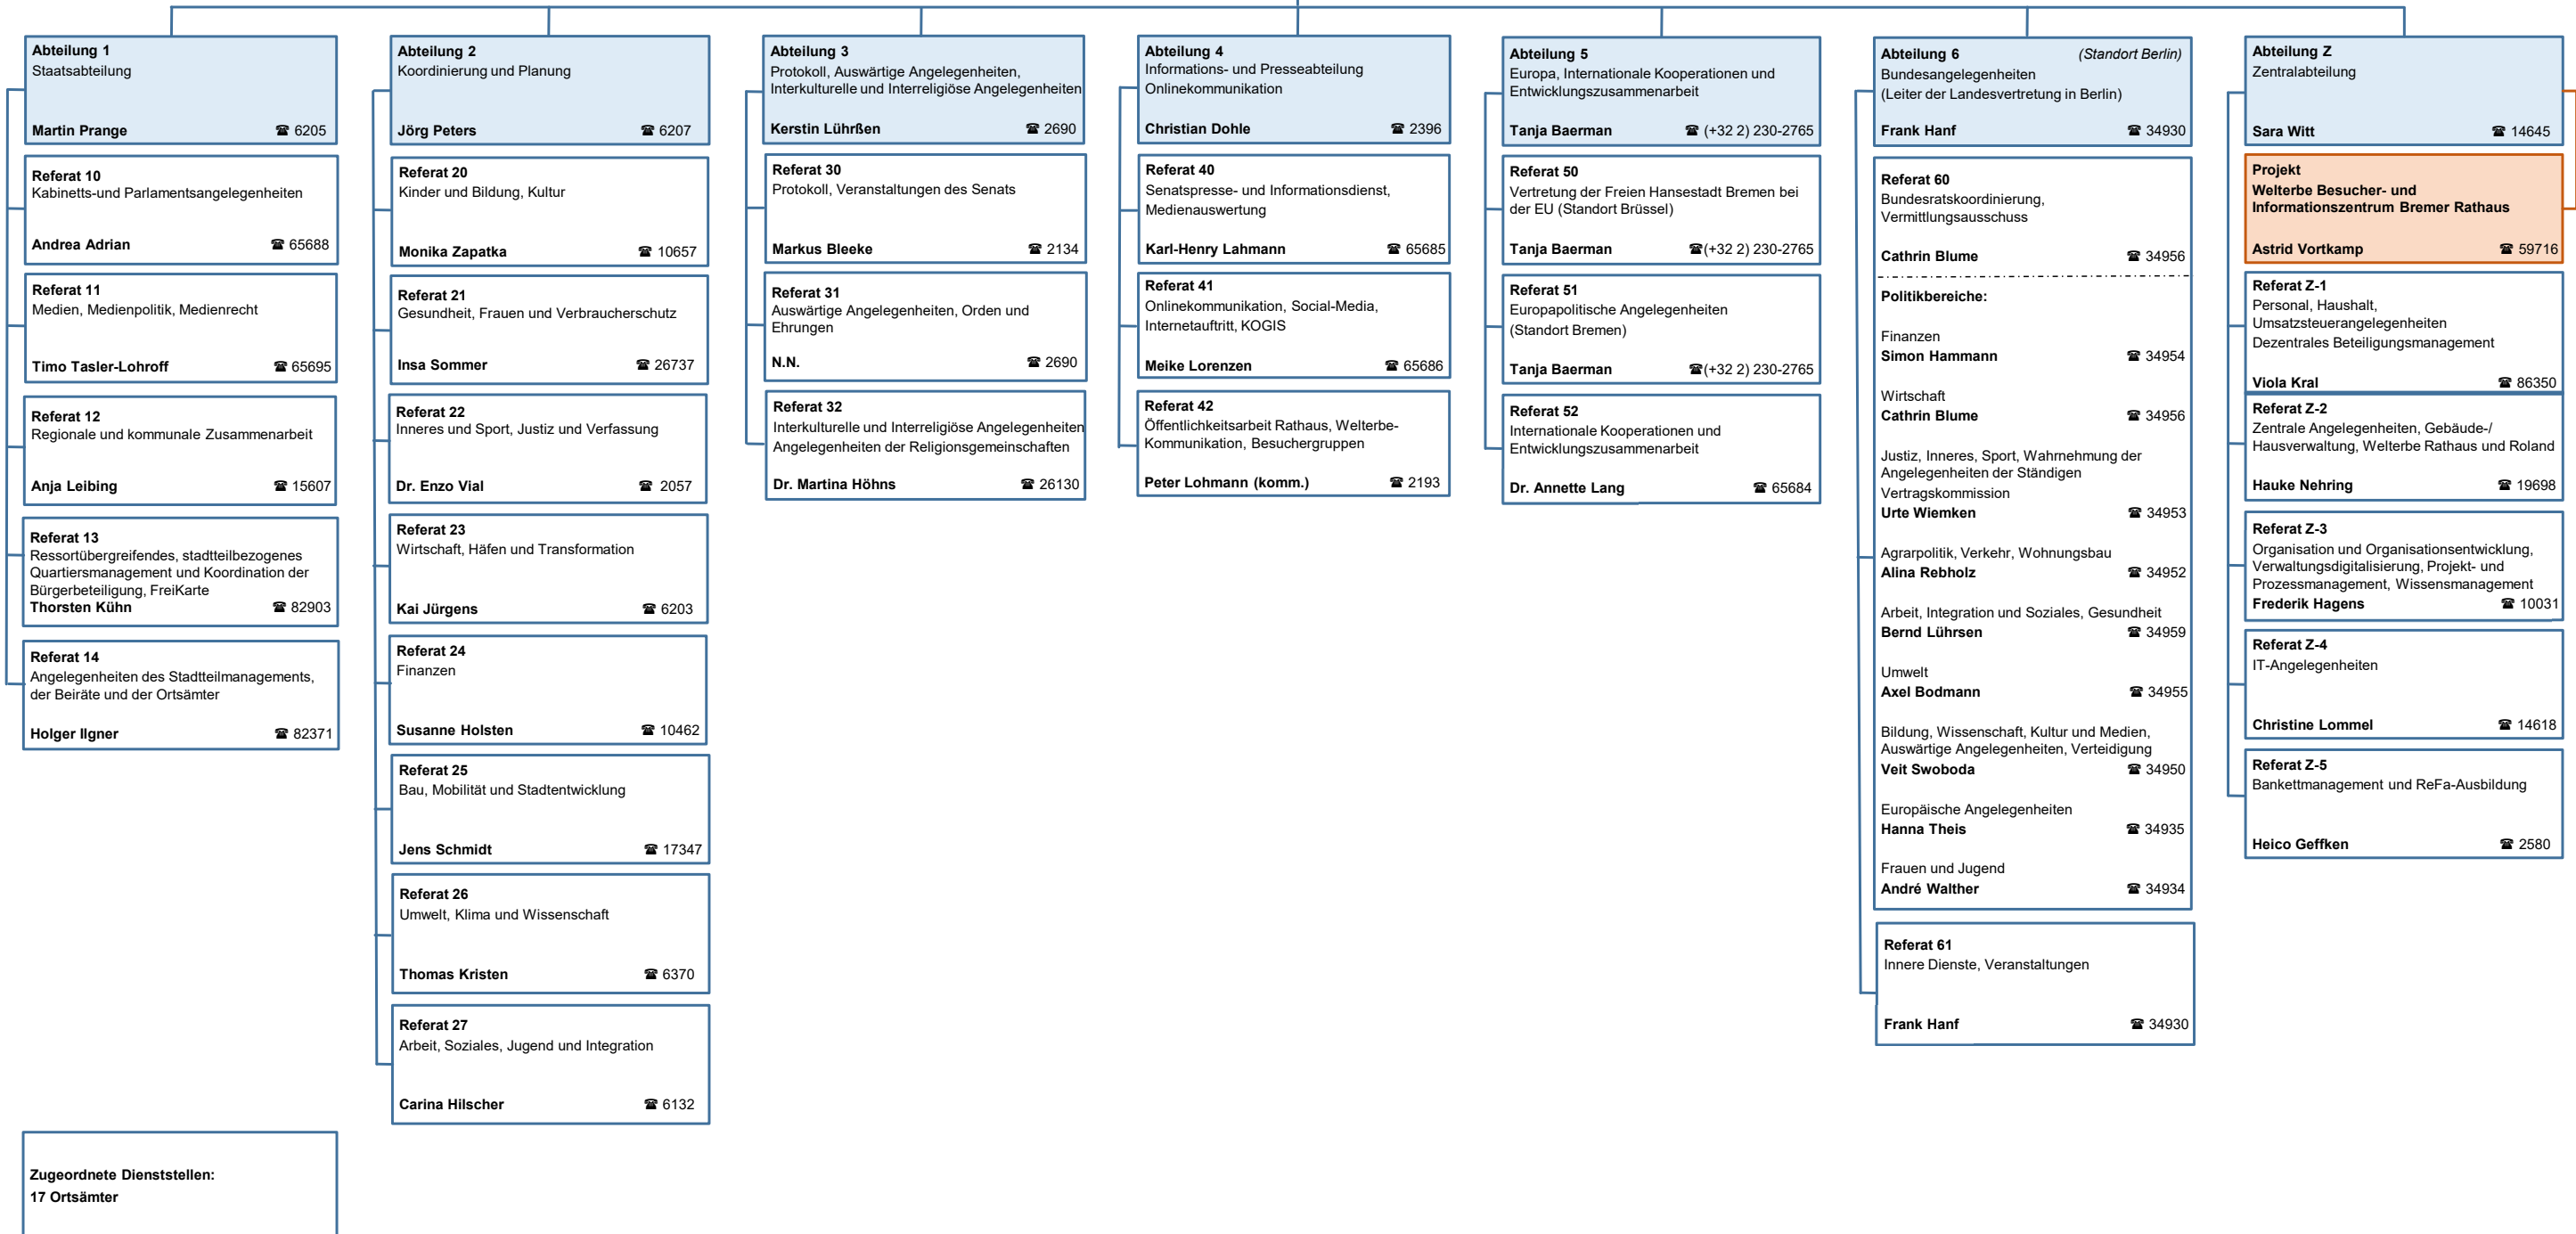 Abteilung 1
Staatsabteilung
Martin Prange ☎ 6205
Referat 10
Kabinetts-und Parlamentsangelegenheiten
Andrea Adrian ☎ 65688
Referat 11
Medien, Medienpolitik, Medienrecht
Timo Tasler-Lohroff ☎ 65695
Referat 12
Regionale und kommunale Zusammenarbeit
Anja Leibing ☎ 15607
Referat 13
Ressortübergreifendes, stadtteilbezogenes
Quartiersmanagement und Koordination der
Bürgerbeteiligung, FreiKarte
Thorsten Kühn ☎ 82903
Referat 14
Angelegenheiten des Stadtteilmanagements,
der Beiräte und der Ortsämter
Holger Ilgner ☎ 82371
Zugeordnete Dienststellen:
17 Ortsämter
Abteilung 2
Koordinierung und Planung
Jörg Peters ☎ 6207
Referat 20
Kinder und Bildung, Kultur
Monika Zapatka ☎ 10657
Referat 21
Gesundheit, Frauen und Verbraucherschutz
Insa Sommer ☎ 26737
Referat 22
Inneres und Sport, Justiz und Verfassung
Dr. Enzo Vial ☎ 2057
Referat 23
Wirtschaft, Häfen und Transformation
Kai Jürgens ☎ 6203
Referat 24
Finanzen
Susanne Holsten ☎ 10462
Referat 25
Bau, Mobilität und Stadtentwicklung
Jens Schmidt ☎ 17347
Referat 26
Umwelt, Klima und Wissenschaft
Thomas Kristen ☎ 6370
Referat 27
Arbeit, Soziales, Jugend und Integration
Carina Hilscher ☎ 6132
Abteilung 3
Protokoll, Auswärtige Angelegenheiten,
Interkulturelle und Interreligiöse Angelegenheiten
Kerstin Lührßen ☎ 2690
Referat 30
Protokoll, Veranstaltungen des Senats
Markus Bleeke ☎ 2134
Referat 31
Auswärtige Angelegenheiten, Orden und
Ehrungen
N.N. ☎ 2690
Referat 32
Interkulturelle und Interreligiöse Angelegenheiten
Angelegenheiten der Religionsgemeinschaften
Dr. Martina Höhns ☎ 26130
Abteilung 4
Informations- und Presseabteilung
Onlinekommunikation
Christian Dohle ☎ 2396
Referat 40
Senatspresse- und Informationsdienst,
Medienauswertung
Karl-Henry Lahmann ☎ 65685
Referat 41
Onlinekommunikation, Social-Media,
Internetauftritt, KOGIS
Meike Lorenzen ☎ 65686
Referat 42
Öffentlichkeitsarbeit Rathaus, Welterbe-
Kommunikation, Besuchergruppen
Peter Lohmann (komm.) ☎ 2193
Abteilung 5
Europa, Internationale Kooperationen und
Entwicklungszusammenarbeit
Tanja Baerman ☎ (+32 2) 230-2765
Referat 50
Vertretung der Freien Hansestadt Bremen bei
der EU (Standort Brüssel)
Tanja Baerman ☎(+32 2) 230-2765
Referat 51
Europapolitische Angelegenheiten
(Standort Bremen)
Tanja Baerman ☎(+32 2) 230-2765
Referat 52
Internationale Kooperationen und
Entwicklungszusammenarbeit
Dr. Annette Lang ☎ 65684
Abteilung 6 (Standort Berlin)
Bundesangelegenheiten
(Leiter der Landesvertretung in Berlin)
Frank Hanf ☎ 34930
Referat 60
Bundesratskoordinierung,
Vermittlungsausschuss
Cathrin Blume ☎ 34956
Politikbereiche:
Finanzen
Simon Hammann ☎ 34954
Wirtschaft
Cathrin Blume ☎ 34956
Justiz, Inneres, Sport, Wahrnehmung der
Angelegenheiten der Ständigen
Vertragskommission
Urte Wiemken ☎ 34953
Agrarpolitik, Verkehr, Wohnungsbau
Alina Rebholz ☎ 34952
Arbeit, Integration und Soziales, Gesundheit
Bernd Lührsen ☎ 34959
Umwelt
Axel Bodmann ☎ 34955
Bildung, Wissenschaft, Kultur und Medien,
Auswärtige Angelegenheiten, Verteidigung
Veit Swoboda ☎ 34950
Europäische Angelegenheiten
Hanna Theis ☎ 34935
Frauen und Jugend
André Walther ☎ 34934
Referat 61
Innere Dienste, Veranstaltungen
Frank Hanf ☎ 34930
Abteilung Z
Zentralabteilung
Sara Witt ☎ 14645
Projekt
Welterbe Besucher- und
Informationszentrum Bremer Rathaus
Astrid Vortkamp ☎ 59716
Referat Z-1
Personal, Haushalt,
Umsatzsteuerangelegenheiten
Dezentrales Beteiligungsmanagement
Viola Kral ☎ 86350
Referat Z-2
Zentrale Angelegenheiten, Gebäude-/
Hausverwaltung, Welterbe Rathaus und Roland
Hauke Nehring ☎ 19698
Referat Z-3
Organisation und Organisationsentwicklung,
Verwaltungsdigitalisierung, Projekt- und
Prozessmanagement, Wissensmanagement
Frederik Hagens ☎ 10031
Referat Z-4
IT-Angelegenheiten
Christine Lommel ☎ 14618
Referat Z-5
Bankettmanagement und ReFa-Ausbildung
Heico Geffken ☎ 2580